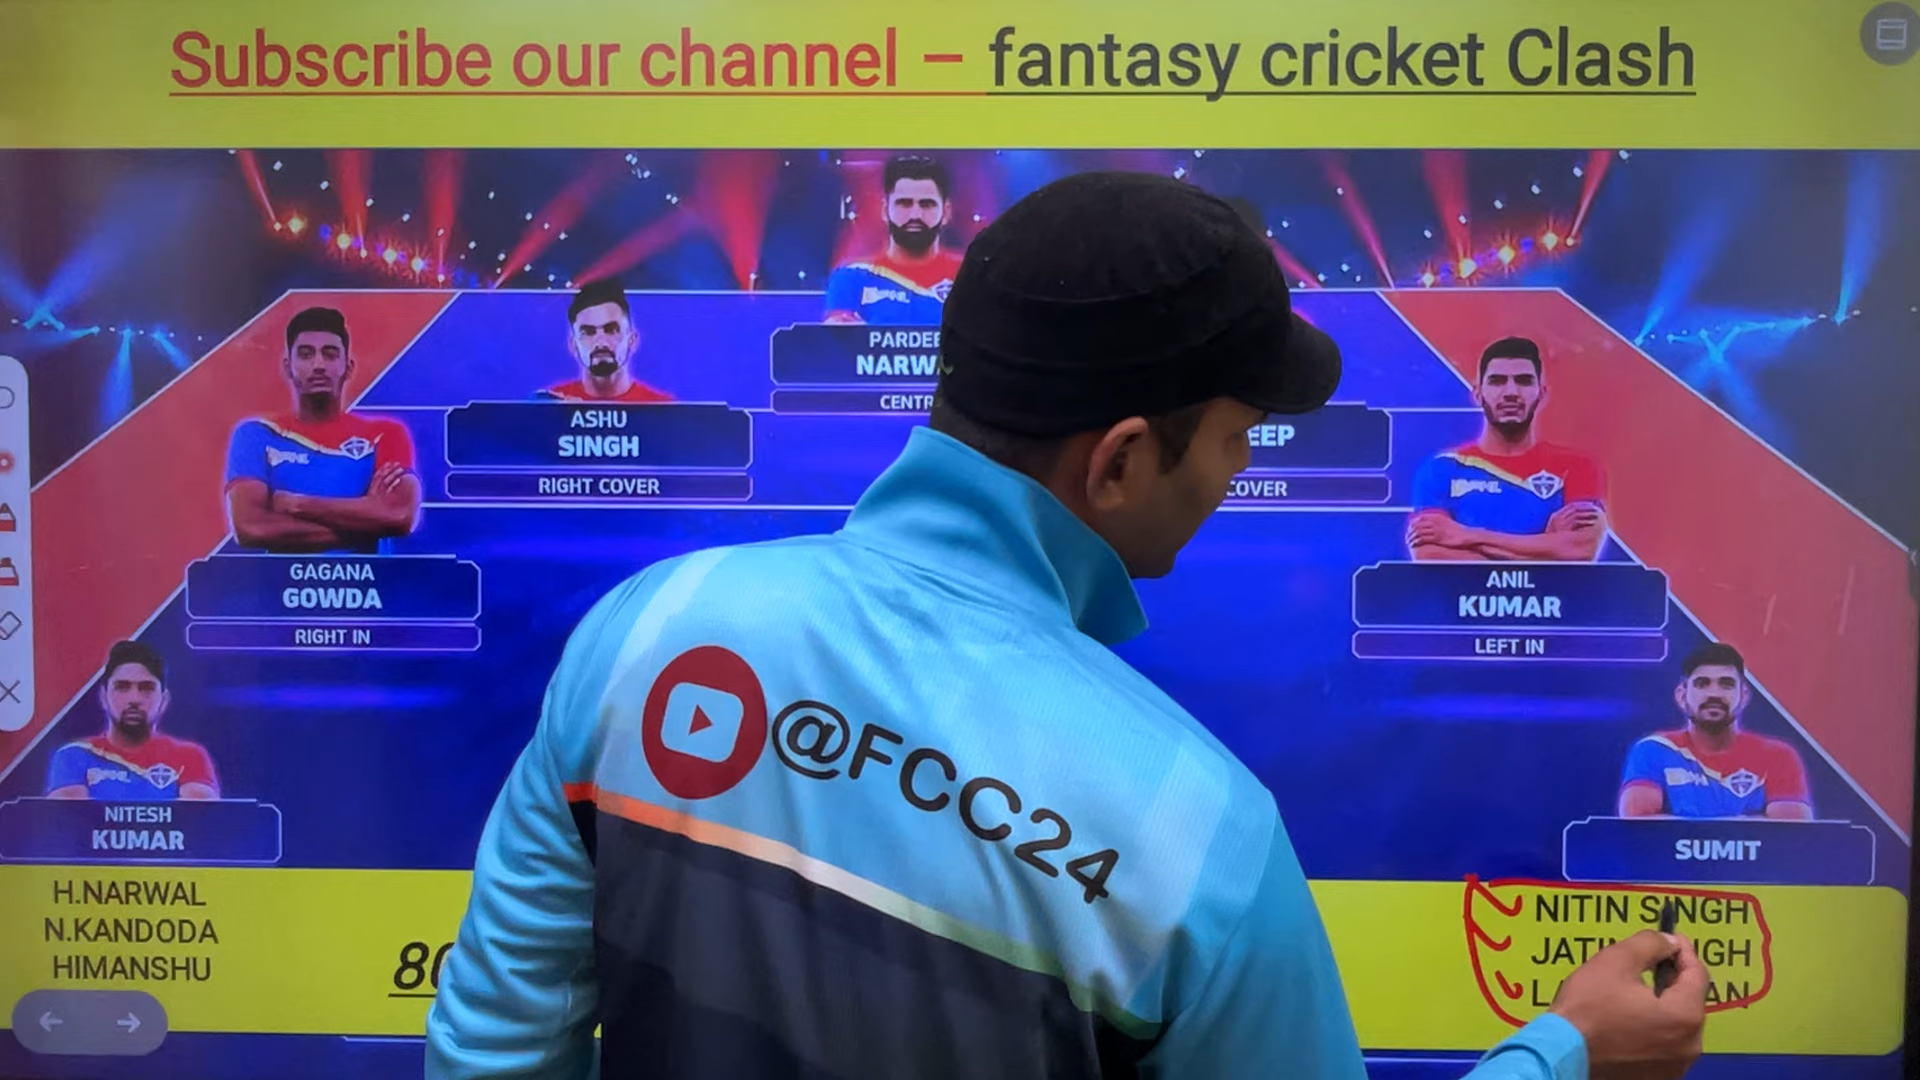 Subscribe our channel – fantasy cricket Clash
PARDEE
NARW
CENTR
ASHU
SINGH
RIGHT COVER
EEP
COVER
GAGANA
GOWDA
RIGHT IN
ANIL
KUMAR
LEFT IN
@FCC24
NITESH
KUMAR
SUMIT
H.NARWAL
N.KANDODA
HIMANSHU
80
NITIN SINGH